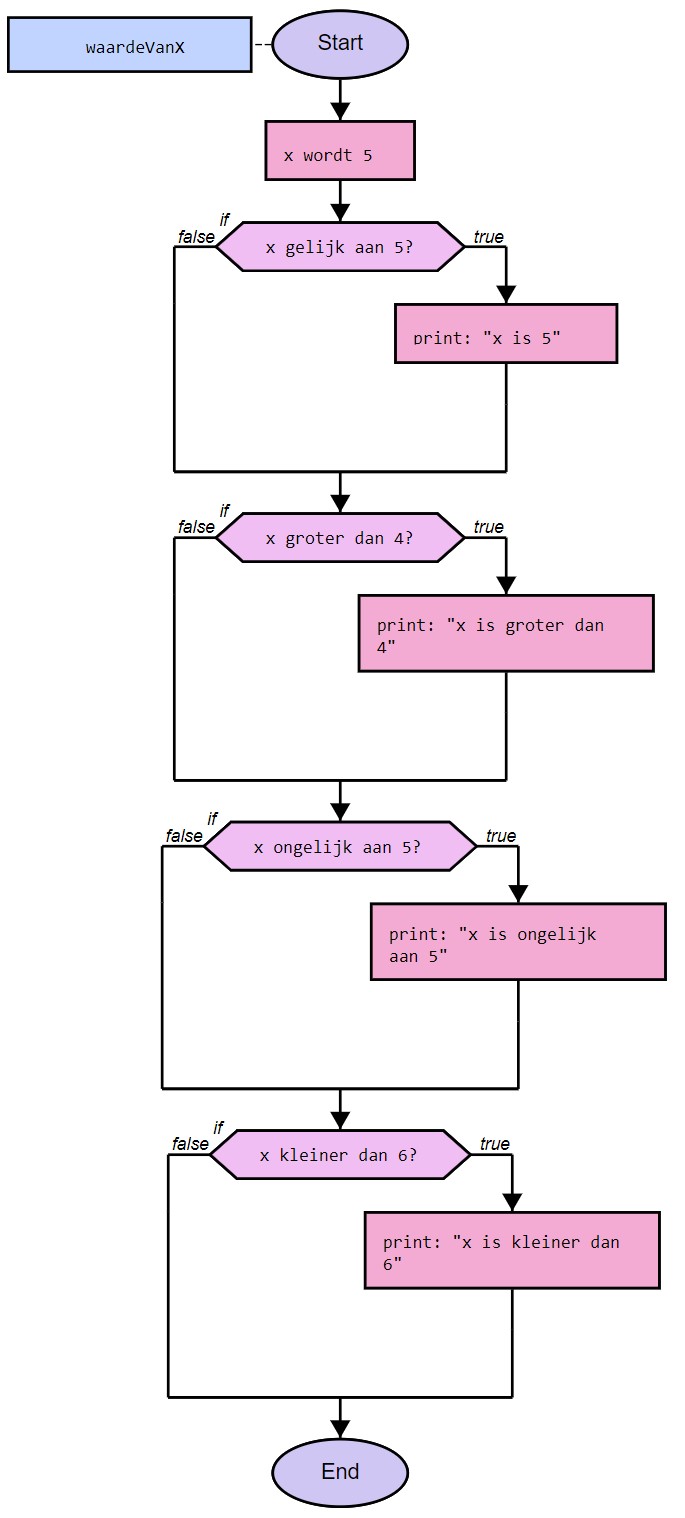 waardeVanX
Start
x wordt 5
if
false
x gelijk aan 5?
true
print: "x is 5"
if
false
x groter dan 4?
true
print: "x is groter dan
4"
if
false
x ongelijk aan 5?
true
print: "x is ongelijk
aan 5"
if
false
x kleiner dan 6?
true
print: "x is kleiner dan
6"
End